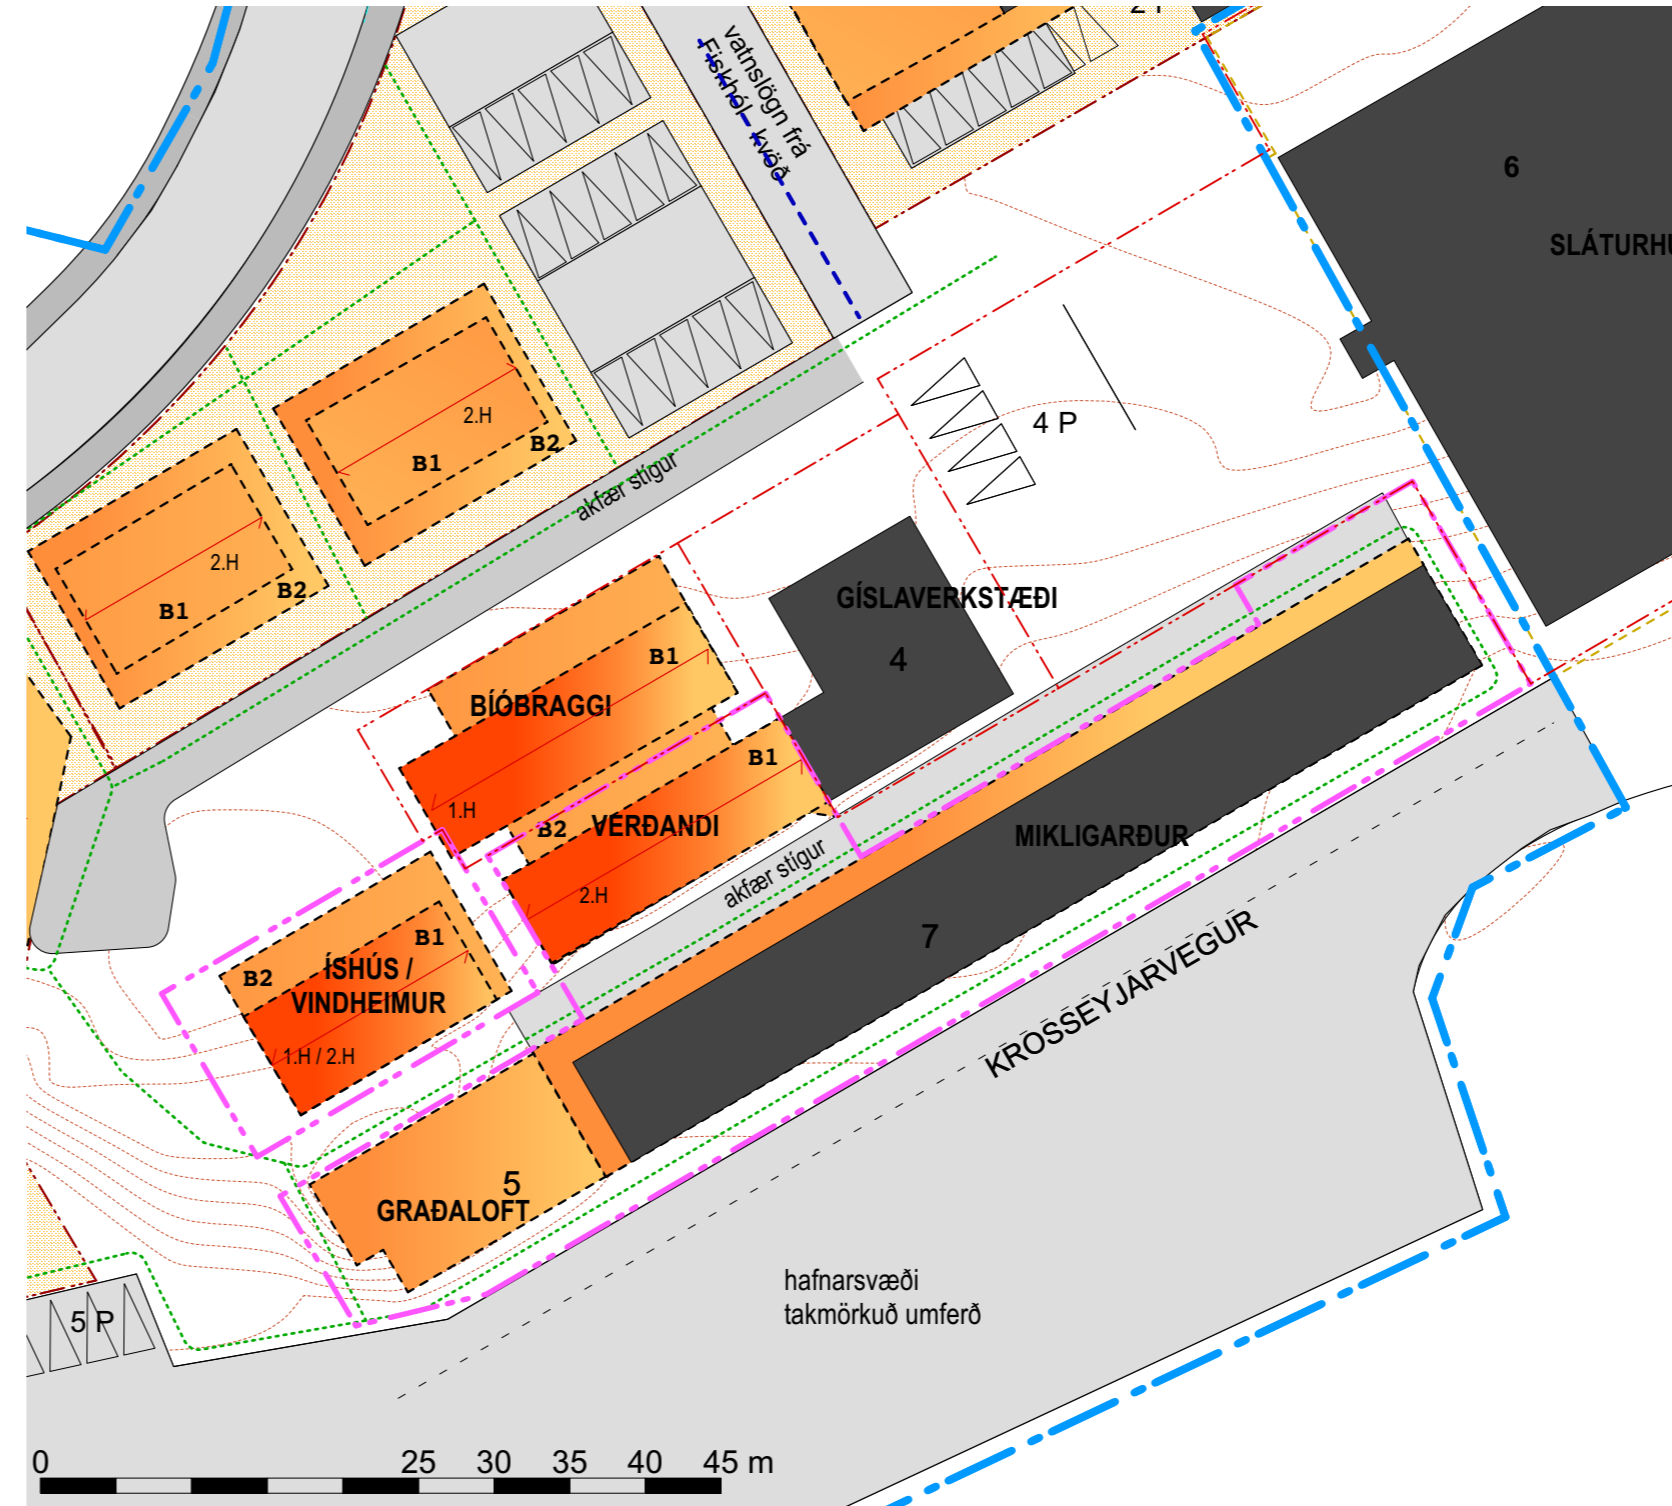 vatnslögn frá
Fiskhól - kvöð
6
SLÁTURHU
2.H
B1
B2
4 P
akfær stígur
2.H
B1
B2
GÍSLAVERKSTÆÐI
4
B1
BÍÓBRAGGI
1.H
B1
B2
VERÐANDI
2.H
akfær stígur
MIKLIGARÐUR
7
B1
B2
ÍSHÚS /
VINDHEIMUR
1.H / 2.H
KROSSEYJARVEGUR
5
GRAÐALOFT
hafnarsvæði
takmörkuð umferð
5 P
0 25 30 35 40 45 m